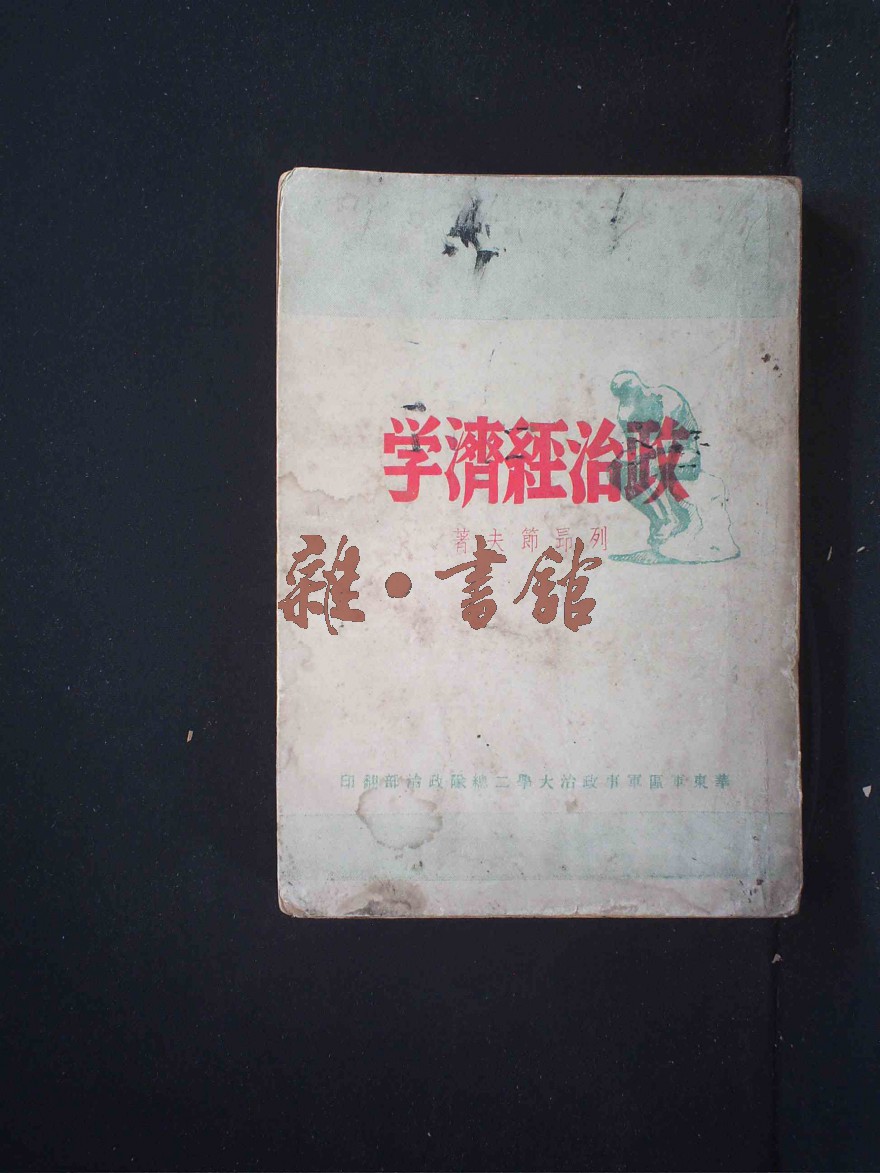 政治經濟学
列昂節夫著
雜·書館
華東軍區軍事政治大學二總隊政治部翻印